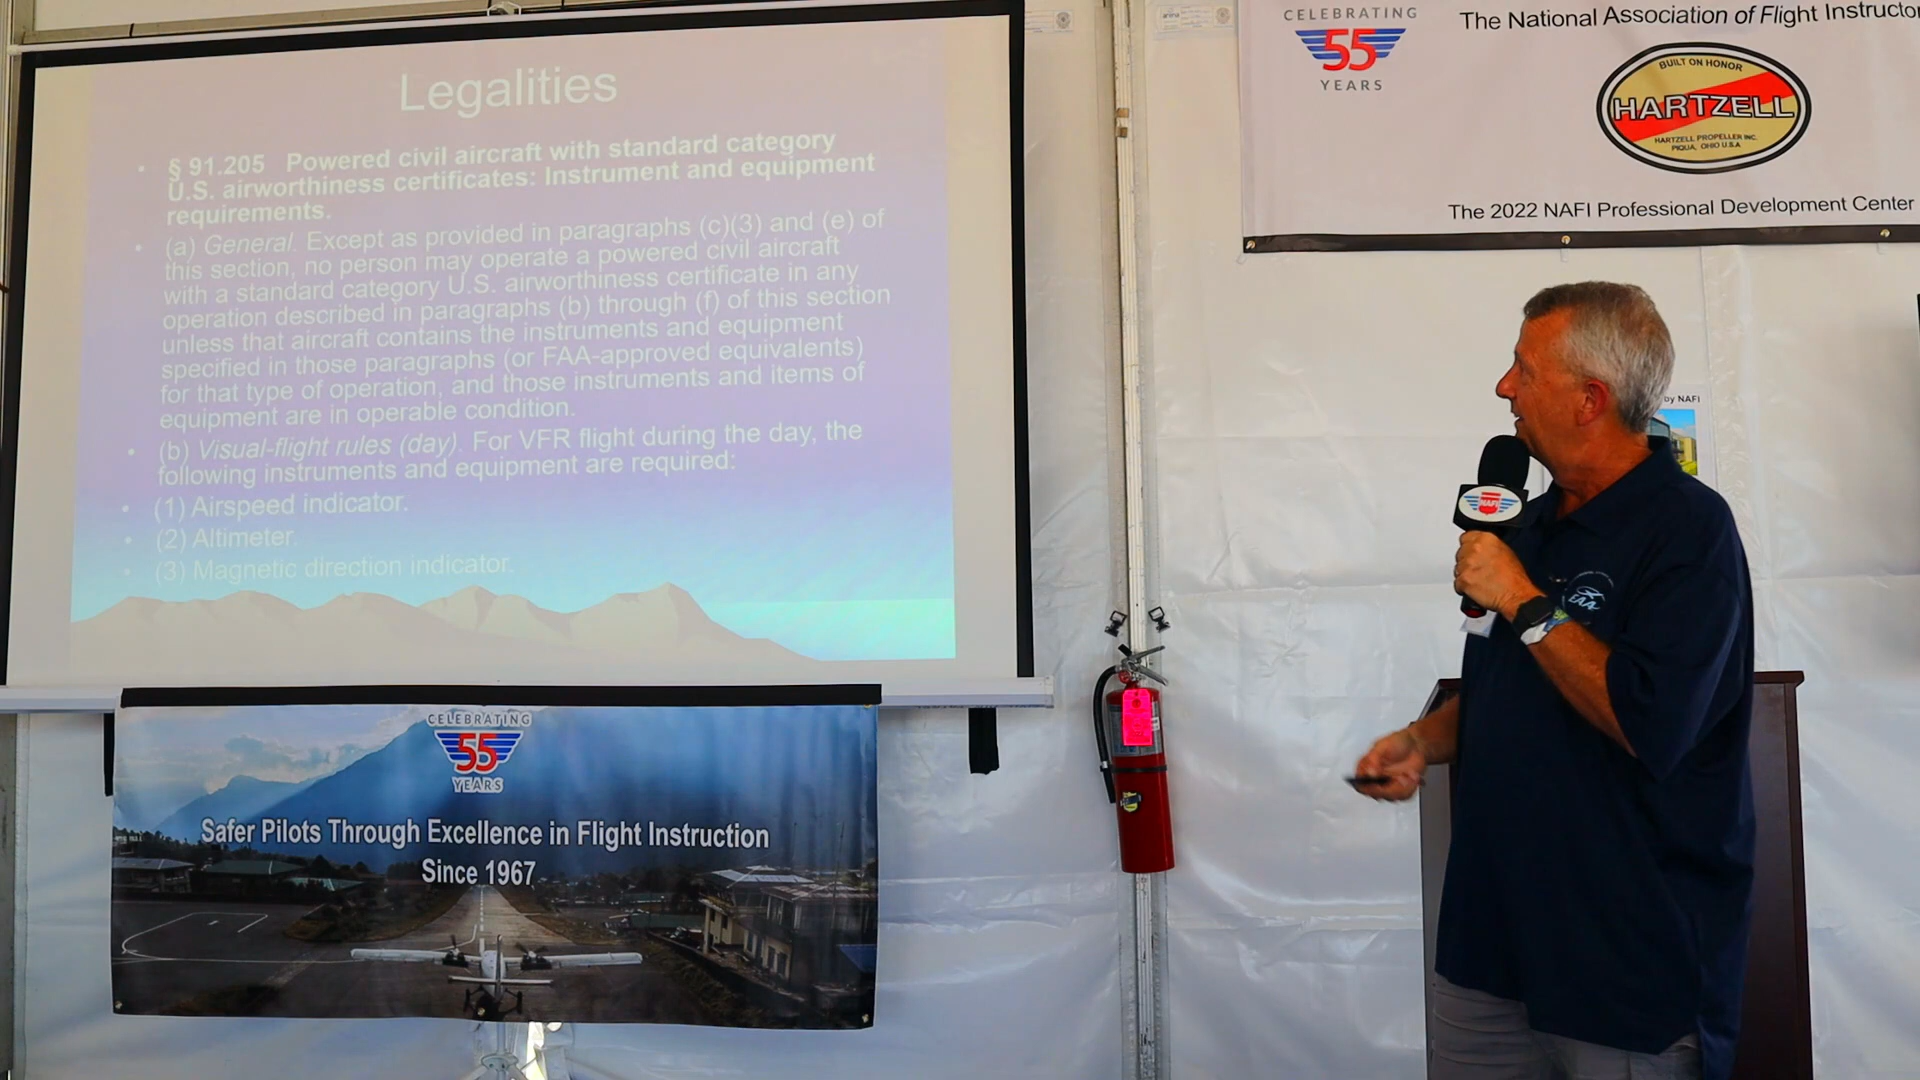 Legalities
• § 91.205 Powered civil aircraft with standard category
U.S. airworthiness certificates: Instrument and equipment
requirements.
• (a) General. Except as provided in paragraphs (c)(3) and (e) of
this section, no person may operate a powered civil aircraft
with a standard category U.S. airworthiness certificate in any
operation described in paragraphs (b) through (f) of this section
unless that aircraft contains the instruments and equipment
specified in those paragraphs (or FAA-approved equivalents)
for that type of operation, and those instruments and items of
equipment are in operable condition.
• (b) Visual-flight rules (day). For VFR flight during the day, the
following instruments and equipment are required:
• (1) Airspeed indicator.
• (2) Altimeter.
• (3) Magnetic direction indicator.
CELEBRATING
55
YEARS
Safer Pilots Through Excellence in Flight Instruction
Since 1967
CELEBRATING
55
YEARS
The National Association of Flight Instructo
BUILT ON HONOR
HARTZELL
HARTZELL PROPELLER INC.
PIQUA, OHIO U.S.A
The 2022 NAFI Professional Development Center
by NAFI
NAFI
EAA